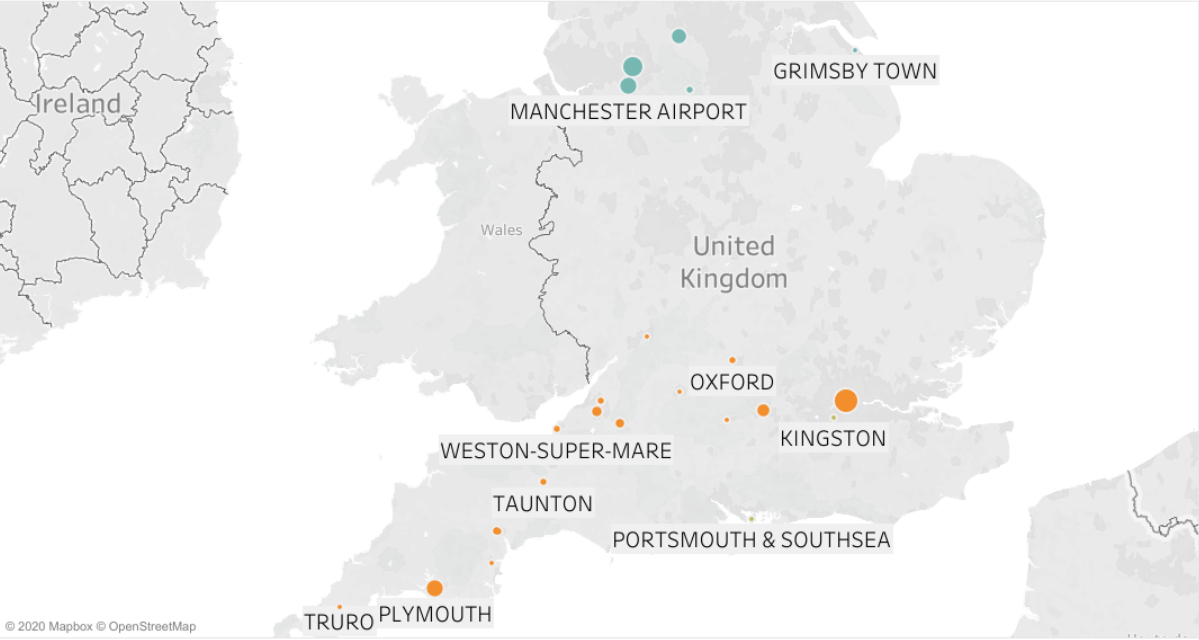 GRIMSBY TOWN
Ireland
MANCHESTER AIRPORT
Wales
United
Kingdom
OXFORD
KINGSTON
WESTON-SUPER-MARE
TAUNTON
PORTSMOUTH & SOUTHSEA
PLYMOUTH
TRURO
© 2020 Mapbox © OpenStreetMap